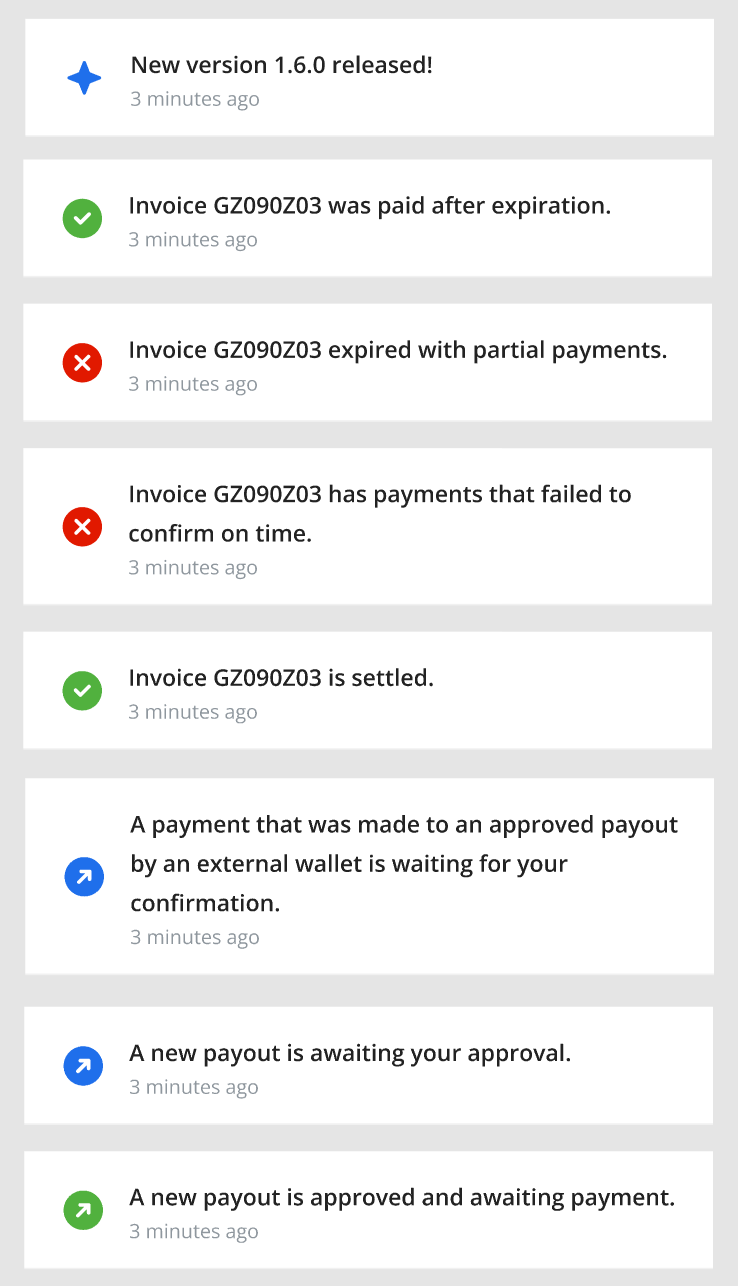 New version 1.6.0 released!
3 minutes ago
Invoice GZ090Z03 was paid after expiration.
3 minutes ago
Invoice GZ090Z03 expired with partial payments.
3 minutes ago
Invoice GZ090Z03 has payments that failed to
confirm on time.
3 minutes ago
Invoice GZ090Z03 is settled.
3 minutes ago
A payment that was made to an approved payout
by an external wallet is waiting for your
confirmation.
3 minutes ago
A new payout is awaiting your approval.
3 minutes ago
A new payout is approved and awaiting payment.
3 minutes ago